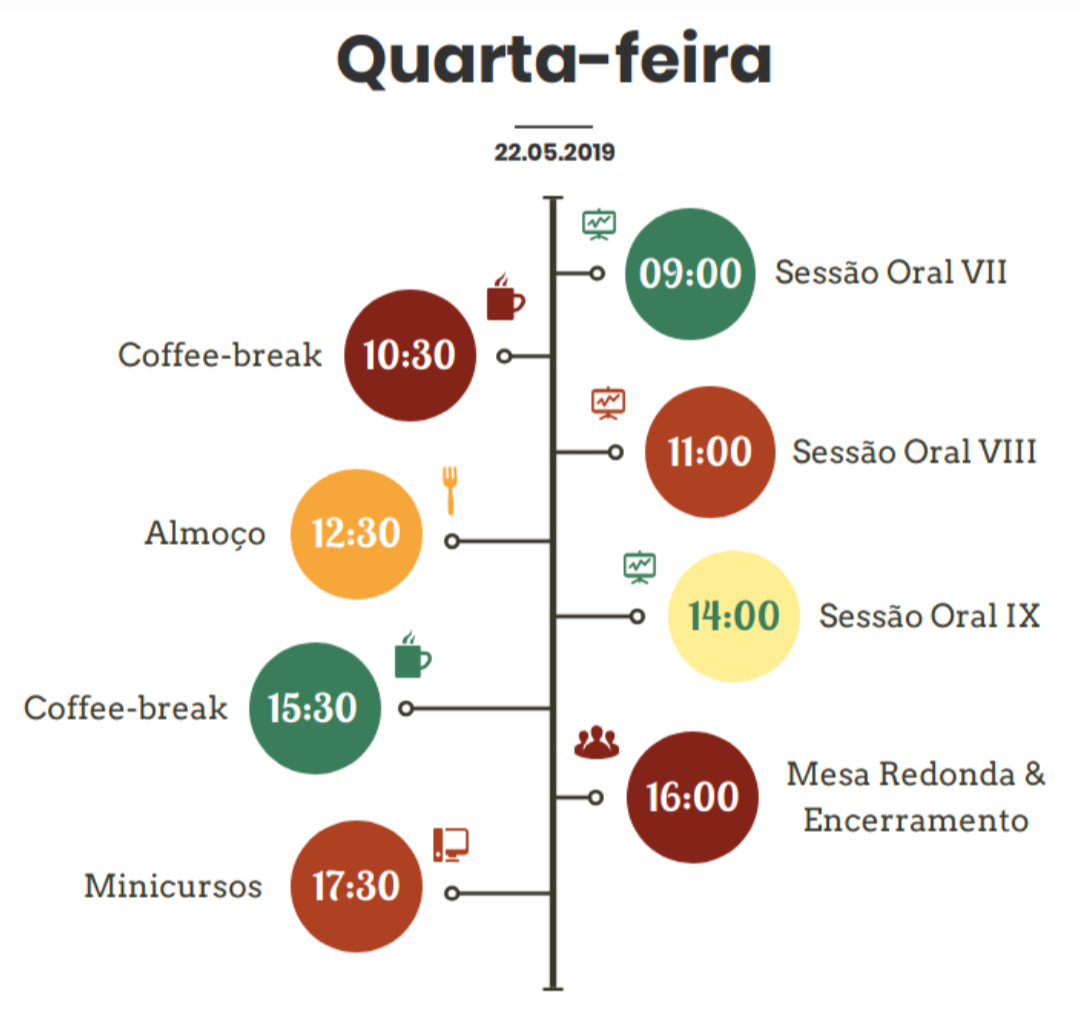 Quarta-feira
22.05.2019
09:00 Sessão Oral VII
Coffee-break 10:30
11:00 Sessão Oral VIII
Almoço 12:30
14:00 Sessão Oral IX
Coffee-break 15:30
16:00 Mesa Redonda &
Encerramento
Minicursos 17:30